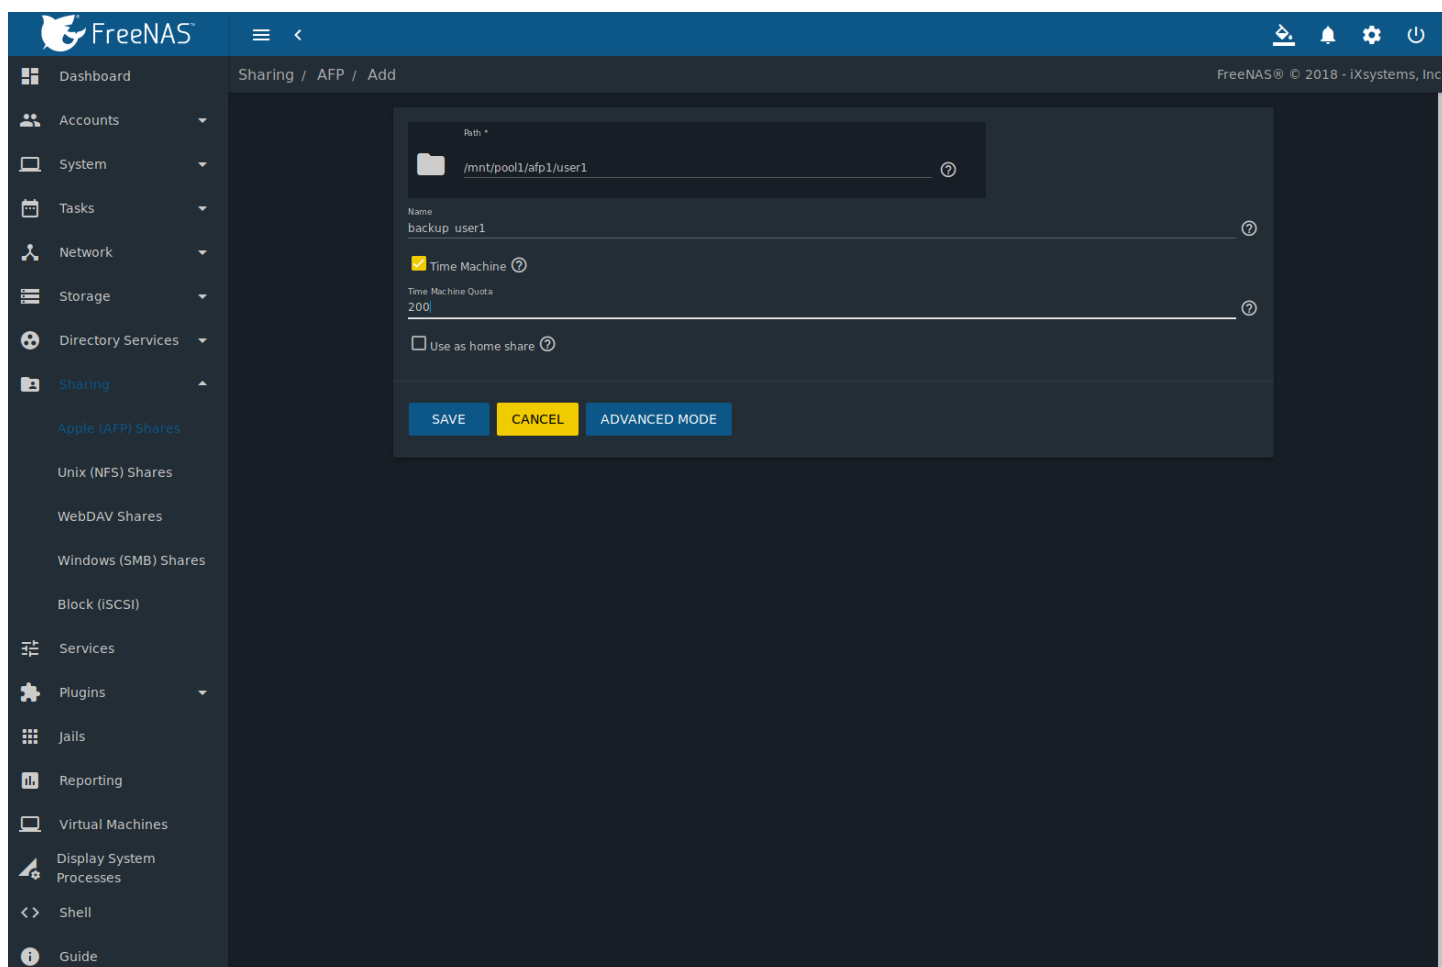 FreeNAS™
Dashboard
Accounts
System
Tasks
Network
Storage
Directory Services
Sharing
Apple (AFP) Shares
Unix (NFS) Shares
WebDAV Shares
Windows (SMB) Shares
Block (iSCSI)
Services
Plugins
Jails
Reporting
Virtual Machines
Display System
Processes
Shell
Guide
Sharing / AFP / Add
FreeNAS® © 2018 - iXsystems, Inc
Path *
/mnt/pool1/afp1/user1
Name
backup user1
Time Machine
Time Machine Quota
200
Use as home share
SAVE CANCEL ADVANCED MODE